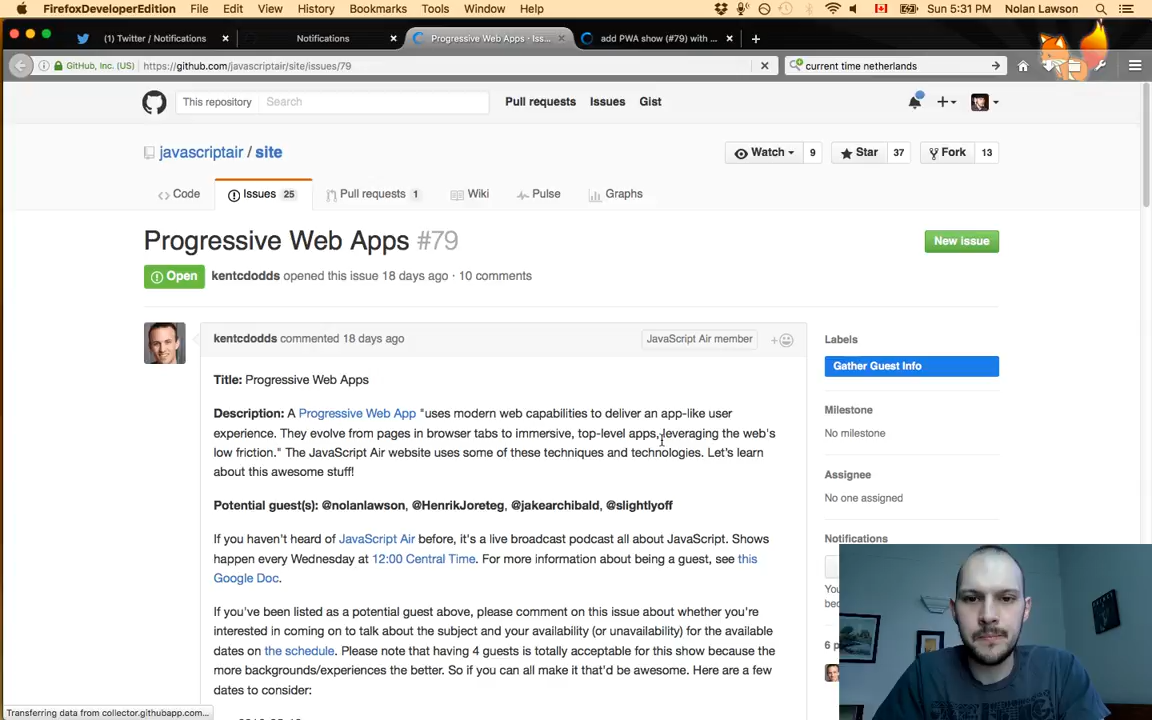 FirefoxDeveloperEdition File Edit View History Bookmarks Tools Window Help Sun 5:31 PM Nolan Lawson
(1) Twitter / Notifications × Notifications × Progressive Web Apps · Iss... × add PWA show (#79) with ... × +
GitHub, Inc. (US) https://github.com/javascriptair/site/issues/79 current time netherlands
This repository Search Pull requests Issues Gist
javascriptair / site Watch 9 Star 37 Fork 13
Code Issues 25 Pull requests 1 Wiki Pulse Graphs
Progressive Web Apps #79 New issue
Open kentcdodds opened this issue 18 days ago · 10 comments
kentcdodds commented 18 days ago JavaScript Air member
Title: Progressive Web Apps
Description: A Progressive Web App "uses modern web capabilities to deliver an app-like user
experience. They evolve from pages in browser tabs to immersive, top-level apps, leveraging the web's
low friction." The JavaScript Air website uses some of these techniques and technologies. Let's learn
about this awesome stuff!
Potential guest(s): @nolanlawson, @HenrikJoreteg, @jakearchibald, @slightlyoff
If you haven't heard of JavaScript Air before, it's a live broadcast podcast all about JavaScript. Shows
happen every Wednesday at 12:00 Central Time. For more information about being a guest, see this
Google Doc.
If you've been listed as a potential guest above, please comment on this issue about whether you're
interested in coming on to talk about the subject and your availability (or unavailability) for the available
dates on the schedule. Please note that having 4 guests is totally acceptable for this show because the
more backgrounds/experiences the better. So if you can all make it that'd be awesome. Here are a few
dates to consider:
Labels
Gather Guest Info
Milestone
No milestone
Assignee
No one assigned
Notifications
6 p
Transferring data from collector.githubapp.com...